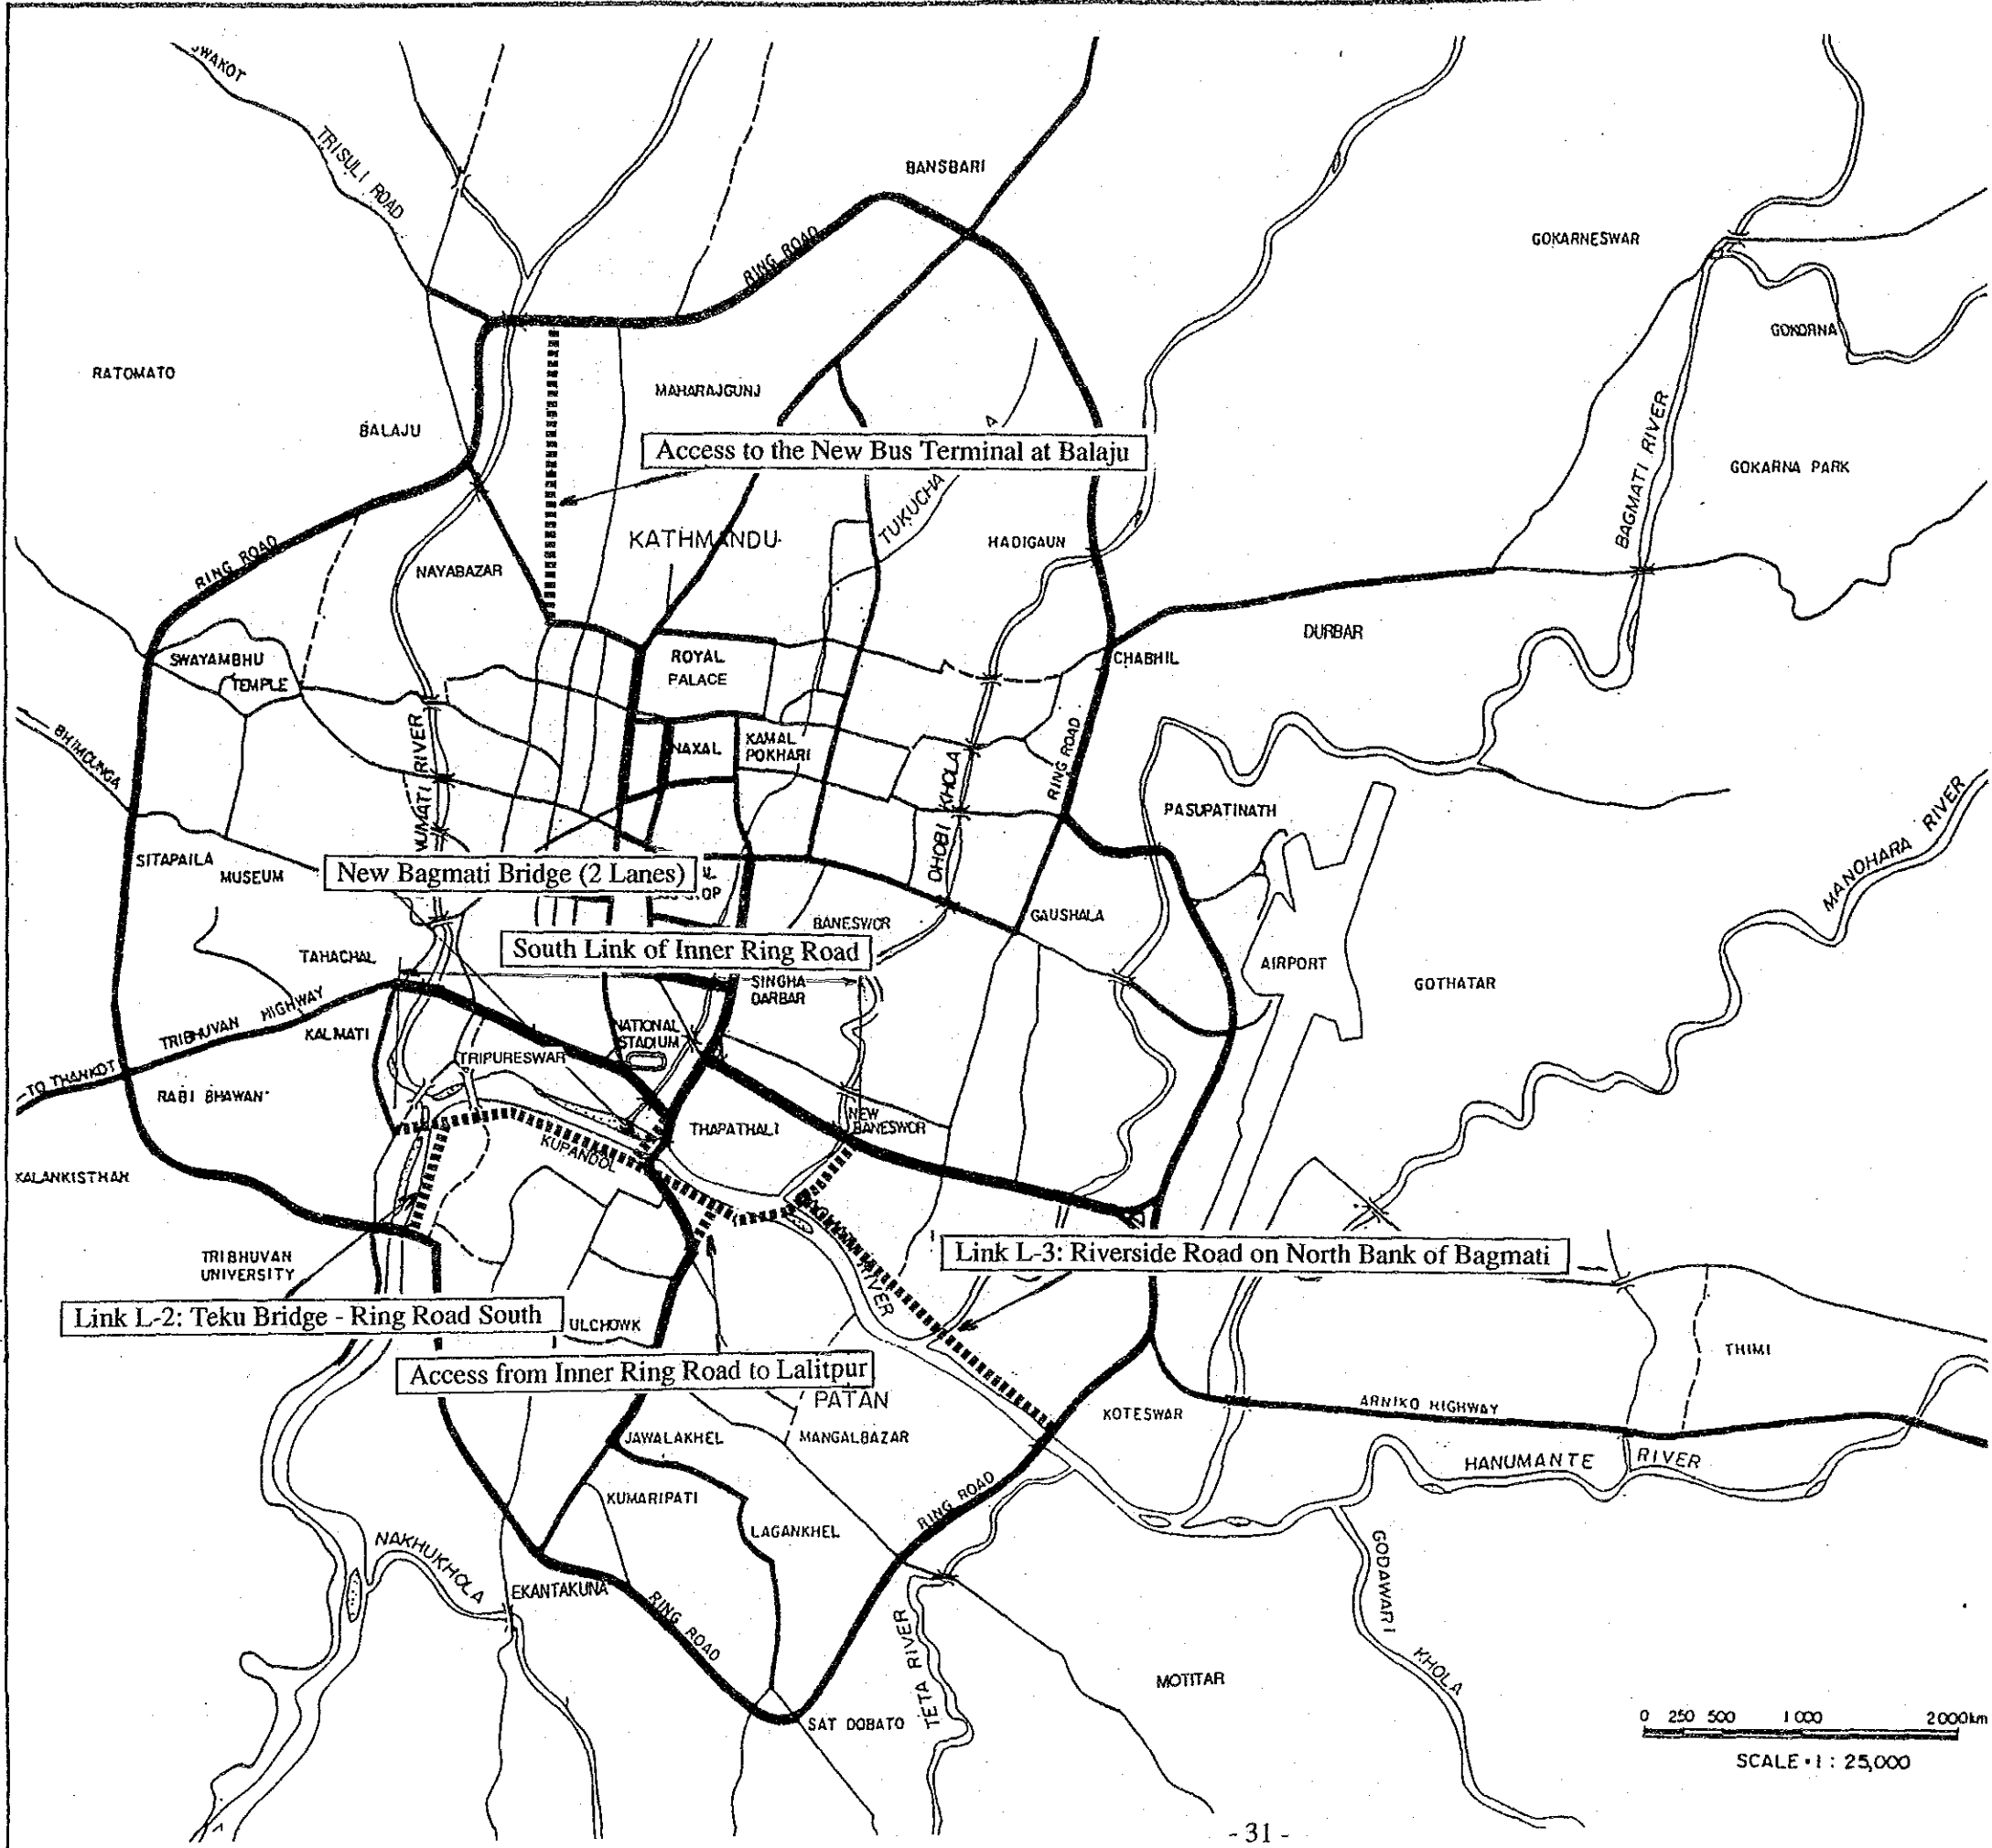 TRISULI ROAD
BANSBARI
RING ROAD
GOKARNESWAR
GOKORNA
RATOMATO
MAHARAJGUNJ
BALAJU
Access to the New Bus Terminal at Balaju
BAGMATI RIVER
GOKARNA PARK
TUKUCHA
KATHMANDU
HADIGAUN
RING ROAD
NAYABAZAR
DURBAR
SWAYAMBHU
TEMPLE
ROYAL
PALACE
CHABHIL
BHIMDUNGA
NAXAL
KAMAL
POKHARI
RING ROAD
DHOBI KHOLA
PASUPATINATH
MANOHARA RIVER
SITAPAILA
MUSEUM
New Bagmati Bridge (2 Lanes)
BANESWOR
GAUSHALA
South Link of Inner Ring Road
TAHACHAL
AIRPORT
SINGHA
DARBAR
GOTHATAR
TRIBHUVAN HIGHWAY
KALMATI
NATIONAL
STADIUM
TRIPURESWAR
TO THANKOT
RABI BHAWAN
NEW
BANESWOR
THAPATHALI
KUPANDOL
KALANKISTHAN
BAGMATI RIVER
TRIBHUVAN
UNIVERSITY
Link L-3: Riverside Road on North Bank of Bagmati
Link L-2: Teku Bridge - Ring Road South
ULCHOWK
THIMI
Access from Inner Ring Road to Lalitpur
PATAN
KOTESWAR
ARNIKO HIGHWAY
JAWALAKHEL
MANGALBAZAR
HANUMANTE RIVER
KUMARIPATI
RING ROAD
LAGANKHEL
NAKHUKHOLA
GODAWARI KHOLA
EKANTAKUNA
RING ROAD
TETA RIVER
MOTITAR
SAT DOBATO
0 250 500 1000 2000km
SCALE 1 : 25,000
- 31 -